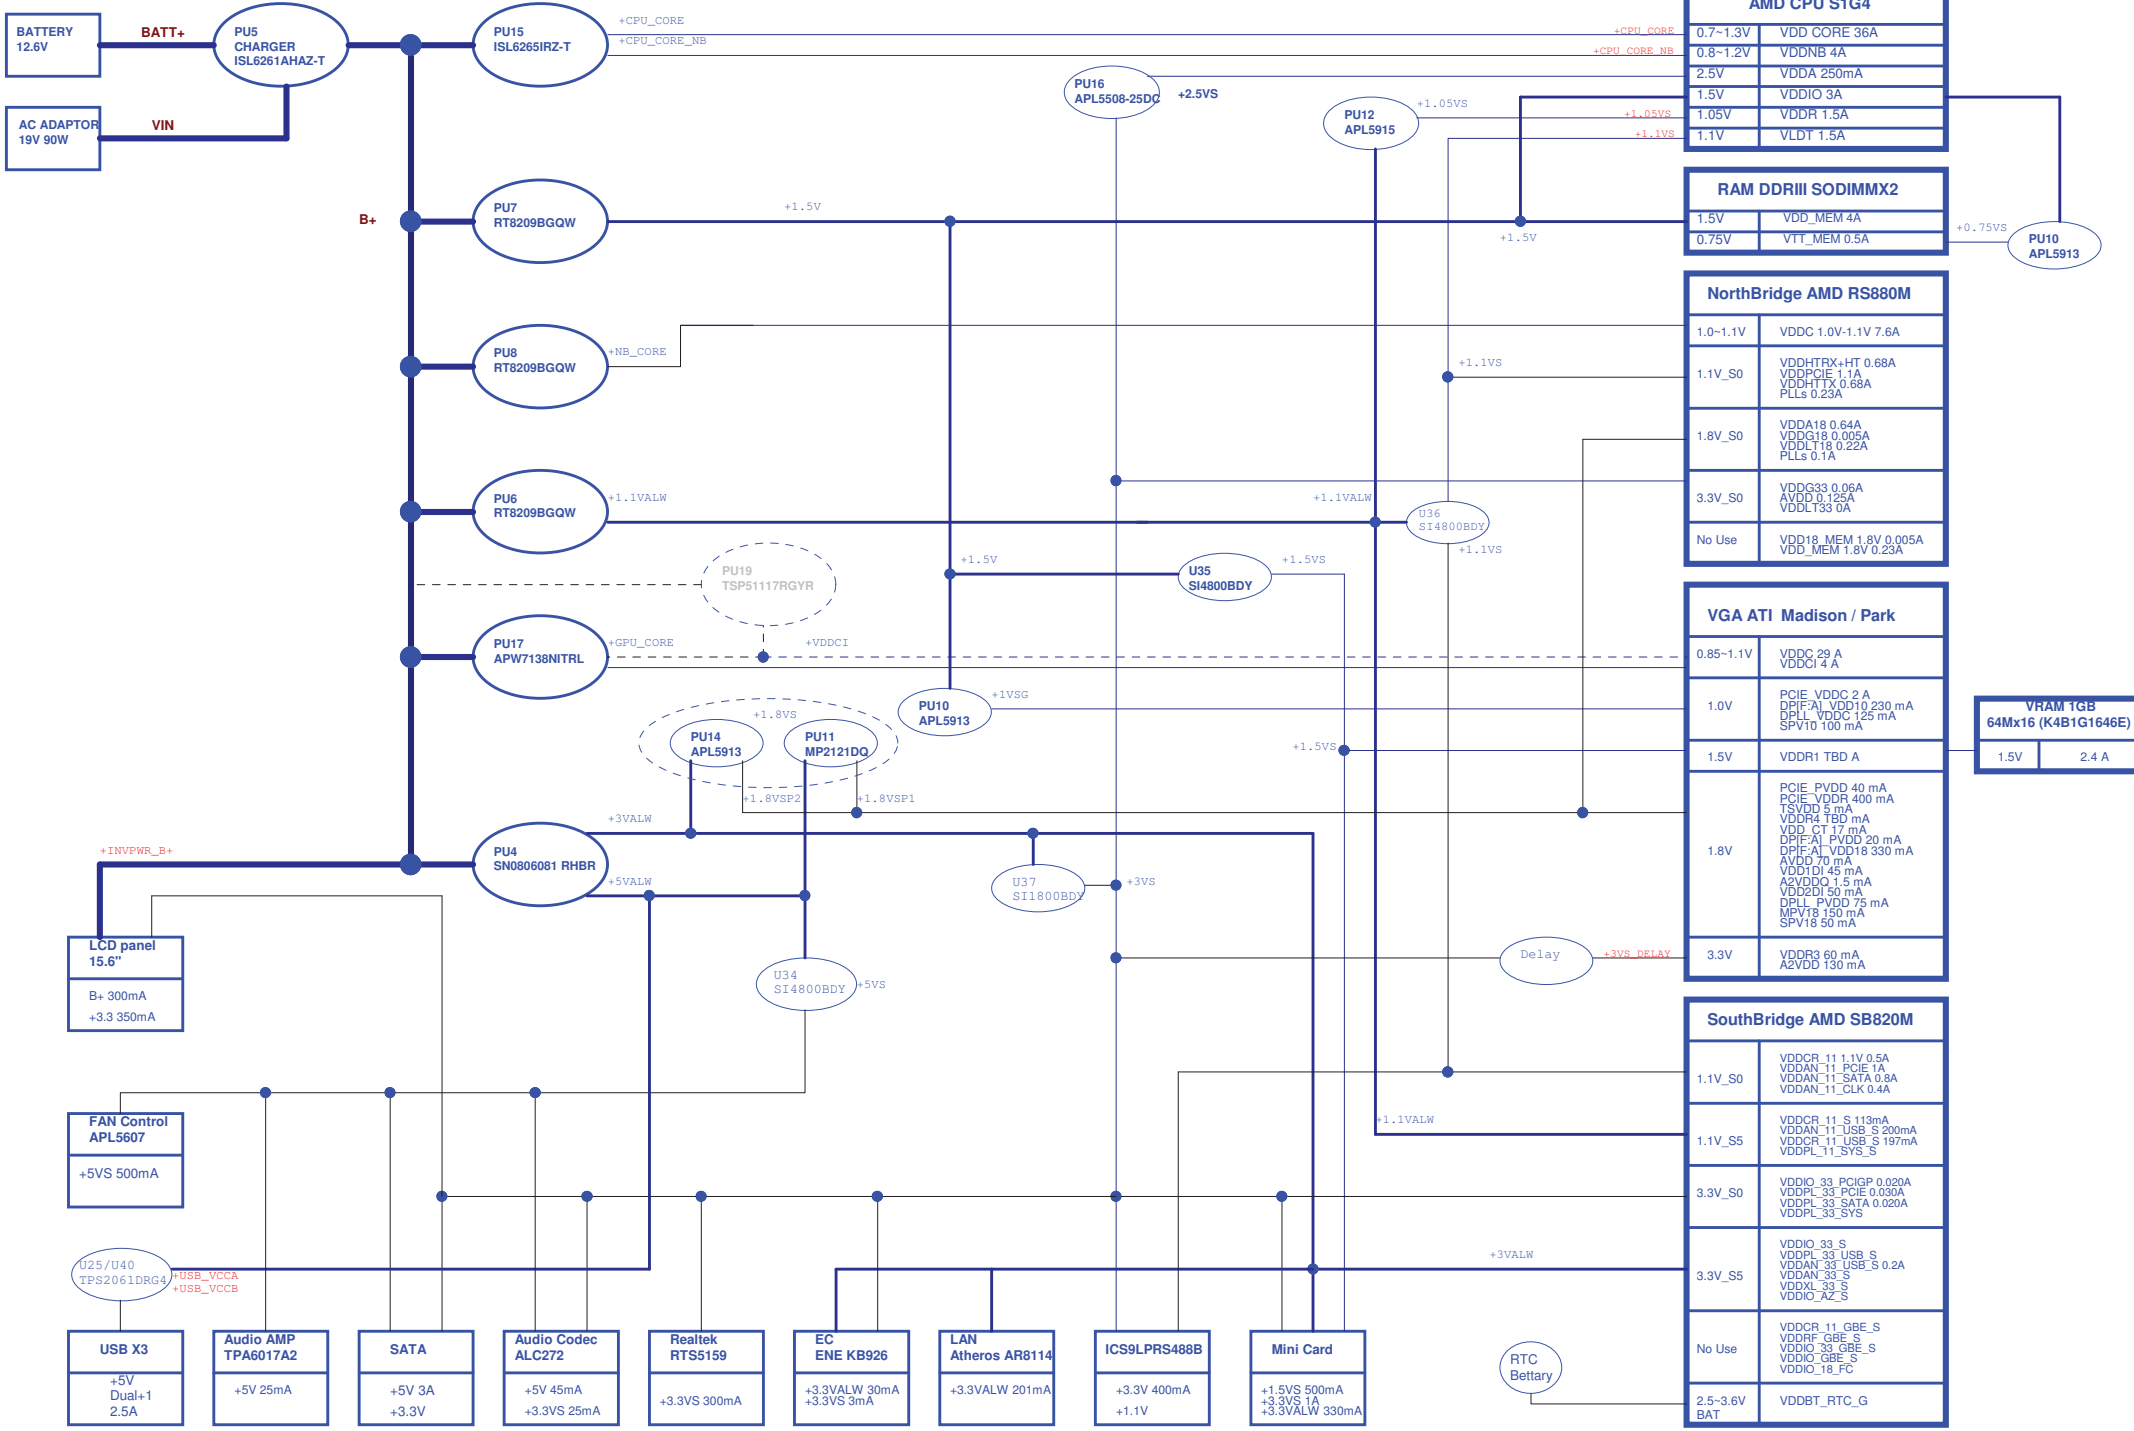 BATTERY
12.6V
BATT+
PU5
CHARGER
ISL6261AHAZ-T
AC ADAPTOR
19V 90W
VIN
PU15
ISL6265IRZ-T
+CPU_CORE
+CPU_CORE_NB
PU16
APL5508-25DC
+2.5VS
PU12
APL5915
+1.05VS
+CPU_CORE
+CPU_CORE_NB
+1.05VS
+1.1VS
AMD CPU S1G4
0.7~1.3V VDD CORE 36A
0.8~1.2V VDDNB 4A
2.5V VDDA 250mA
1.5V VDDIO 3A
1.05V VDDR 1.5A
1.1V VLDT 1.5A
B+
PU7
RT8209BGQW
+1.5V
+1.5V
RAM DDRIII SODIMMX2
1.5V VDD_MEM 4A
0.75V VTT_MEM 0.5A
+0.75VS
PU10
APL5913
PU8
RT8209BGQW
+NB_CORE
+1.1VS
NorthBridge AMD RS880M
1.0~1.1V VDDC 1.0V-1.1V 7.6A
1.1V_S0
VDDHTRX+HT 0.68A
VDDPCIE 1.1A
VDDHTTX 0.68A
PLLs 0.23A
1.8V_S0
VDDA18 0.64A
VDDG18 0.005A
VDDLT18 0.22A
PLLs 0.1A
3.3V_S0
VDDG33 0.06A
AVDD 0.125A
VDDLT33 0A
No Use
VDD18_MEM 1.8V 0.005A
VDD_MEM 1.8V 0.23A
PU6
RT8209BGQW
+1.1VALW
+1.1VALW
U36
SI4800BDY
+1.1VS
PU19
TSP51117RGYR
+1.5V
U35
SI4800BDY
+1.5VS
PU17
APW7138NITRL
+GPU_CORE
+VDDCI
PU10
APL5913
+1VSG
+1.8VS
PU14
APL5913
PU11
MP2121DQ
+1.8VSP2
+1.8VSP1
+1.5VS
VGA ATI Madison / Park
0.85~1.1V
VDDC 29 A
VDDCI 4 A
1.0V
PCIE_VDDC 2 A
DP[F:A]_VDD10 230 mA
DPLL_VDDC 125 mA
SPV10 100 mA
1.5V VDDR1 TBD A
1.8V
PCIE_PVDD 40 mA
PCIE_VDDR 400 mA
TSVDD 5 mA
VDDR4 TBD mA
VDD_CT 17 mA
DP[F:A]_PVDD 20 mA
DP[F:A]_VDD18 330 mA
AVDD 70 mA
VDD1DI 45 mA
A2VDDQ 1.5 mA
VDD2DI 50 mA
DPLL_PVDD 75 mA
MPV18 150 mA
SPV18 50 mA
3.3V
VDDR3 60 mA
A2VDD 130 mA
VRAM 1GB
64Mx16 (K4B1G1646E)
1.5V 2.4 A
PU4
SN0806081 RHBR
+3VALW
+5VALW
+INVPWR_B+
U37
SI1800BDY
+3VS
Delay
+3VS_DELAY
U34
SI4800BDY
+5VS
LCD panel
15.6"
B+ 300mA
+3.3 350mA
FAN Control
APL5607
+5VS 500mA
SouthBridge AMD SB820M
1.1V_S0
VDDCR_11 1.1V 0.5A
VDDAN_11_PCIE 1A
VDDAN_11_SATA 0.8A
VDDAN_11_CLK 0.4A
+1.1VALW
1.1V_S5
VDDCR_11_S 113mA
VDDAN_11_USB_S 200mA
VDDCR_11_USB_S 197mA
VDDPL_11_SYS_S
3.3V_S0
VDDIO_33_PCIGP 0.020A
VDDPL_33_PCIE 0.030A
VDDPL_33_SATA 0.020A
VDDPL_33_SYS
+3VALW
3.3V_S5
VDDIO_33_S
VDDPL_33_USB_S
VDDAN_33_USB_S 0.2A
VDDAN_33_S
VDDXL_33_S
VDDIO_AZ_S
No Use
VDDCR_11_GBE_S
VDDRF_GBE_S
VDDIO_33_GBE_S
VDDIO_GBE_S
VDDIO_18_FC
2.5~3.6V
BAT
VDDBT_RTC_G
RTC
Bettary
U25/U40
TPS2061DRG4
+USB_VCCA
+USB_VCCB
USB X3
+5V
Dual+1
2.5A
Audio AMP
TPA6017A2
+5V 25mA
SATA
+5V 3A
+3.3V
Audio Codec
ALC272
+5V 45mA
+3.3VS 25mA
Realtek
RTS5159
+3.3VS 300mA
EC
ENE KB926
+3.3VALW 30mA
+3.3VS 3mA
LAN
Atheros AR8114
+3.3VALW 201mA
ICS9LPRS488B
+3.3V 400mA
+1.1V
Mini Card
+1.5VS 500mA
+3.3VS 1A
+3.3VALW 330mA